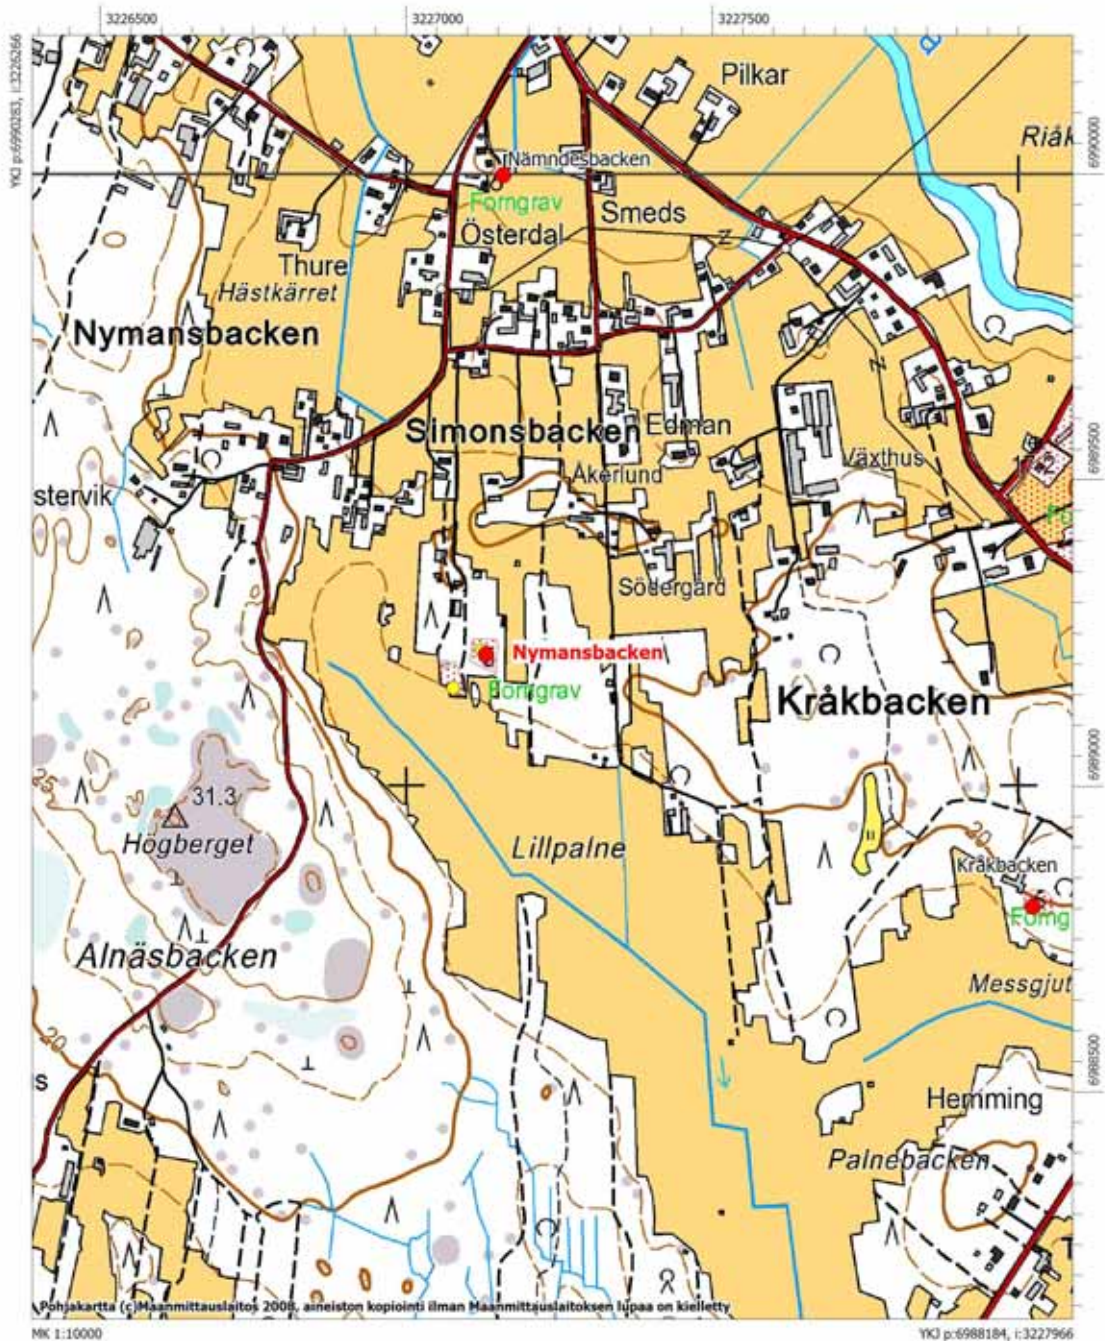 3226500
3227000
3227500
YKJ p:6990283, i:3226266
Pilkar
Riåk
6990000
Nämndesbacken
Forngrav
Smeds
Österdal
Z
Thure
Hästkärret
Nymansbacken
Z
Simonsbacken
Edman
6989500
Växthus
Åkerlund
stervik
Fo
Södergård
Nymansbacken
Forngrav
Kråkbacken
6989000
25
31.3
Högberget
Lillpalne
20
Kråkbacken
Forng
Alnäsbacken
Messgjut
20
6988500
s
Hemming
Palnebacken
T
Pohjakartta (c)Maanmittauslaitos 2008, aineiston kopiointi ilman Maanmittauslaitoksen lupaa on kielletty
MK 1:10000
YKJ p:6988184, i:3227966